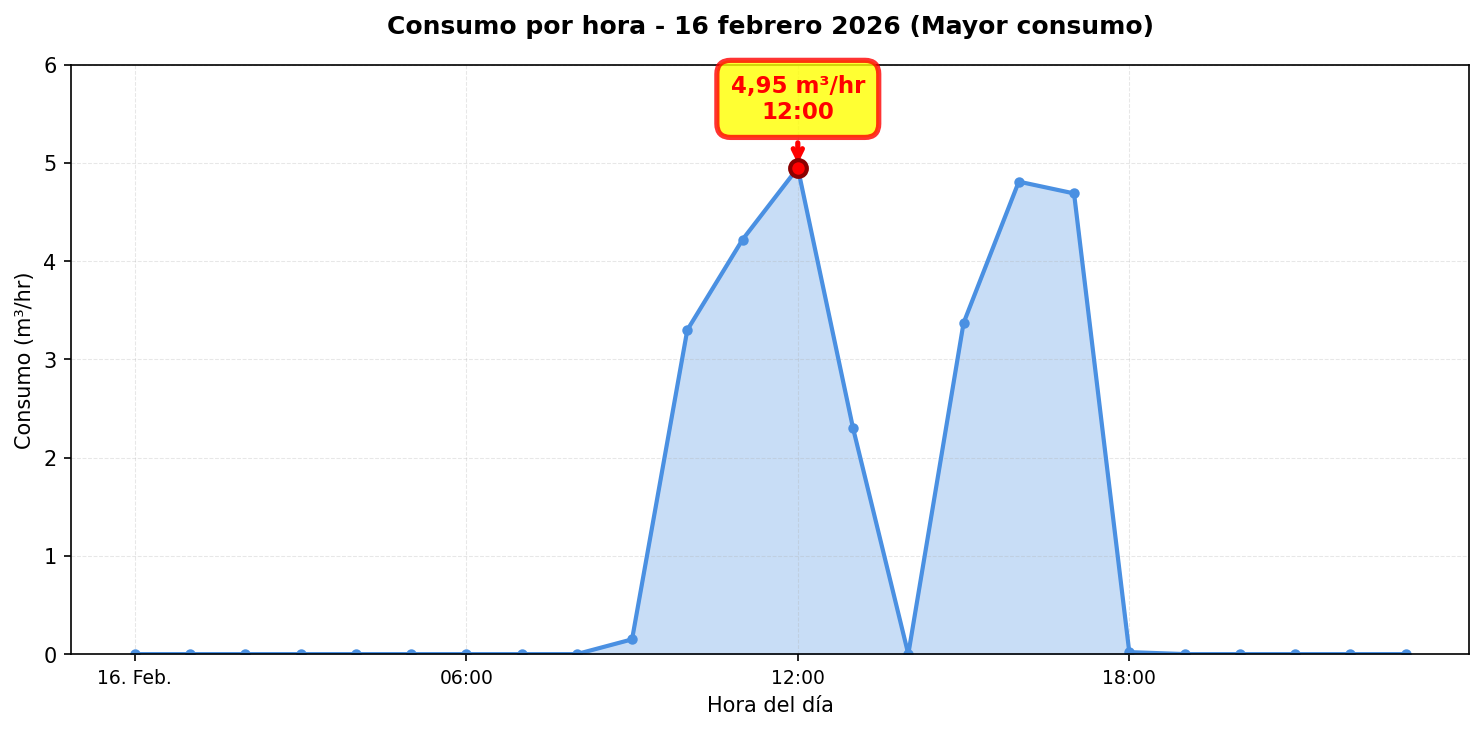 Consumo por hora - 16 febrero 2026 (Mayor consumo)
4,95 m³/hr
12:00
Consumo (m³/hr)
6
5
4
3
2
1
0
16. Feb.
06:00
12:00
18:00
Hora del día